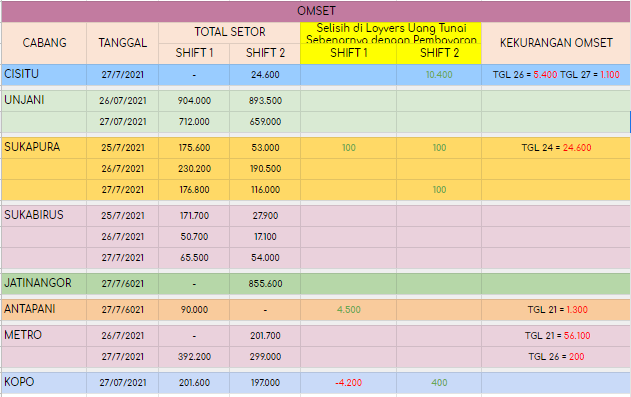 OMSET
CABANG TANGGAL TOTAL SETOR Selisih di Loyvers Uang Tunai Sebenarnya dengan Pembayaran KEKURANGAN OMSET
SHIFT 1 SHIFT 2 SHIFT 1 SHIFT 2
CISITU 27/7/2021 - 24.600 10.400 TGL 26 = 5.400 TGL 27 = 1.100
UNJANI 26/07/2021 904.000 893.500
27/07/2021 712.000 659.000
SUKAPURA 25/7/2021 175.600 53.000 100 100 TGL 24 = 24.600
26/7/2021 230.200 190.500
27/7/2021 176.800 116.000 100
SUKABIRUS 25/7/2021 171.700 27.900
26/7/2021 50.700 17.100
27/7/2021 65.500 54.000
JATINANGOR 27/7/6021 - 855.600
ANTAPANI 27/7/6021 90.000 - 4.500 TGL 21 = 1.300
METRO 26/7/2021 - 201.700 TGL 21 = 56.100
27/7/2021 392.200 299.000 TGL 26 = 200
KOPO 27/07/2021 201.600 197.000 -4.200 400